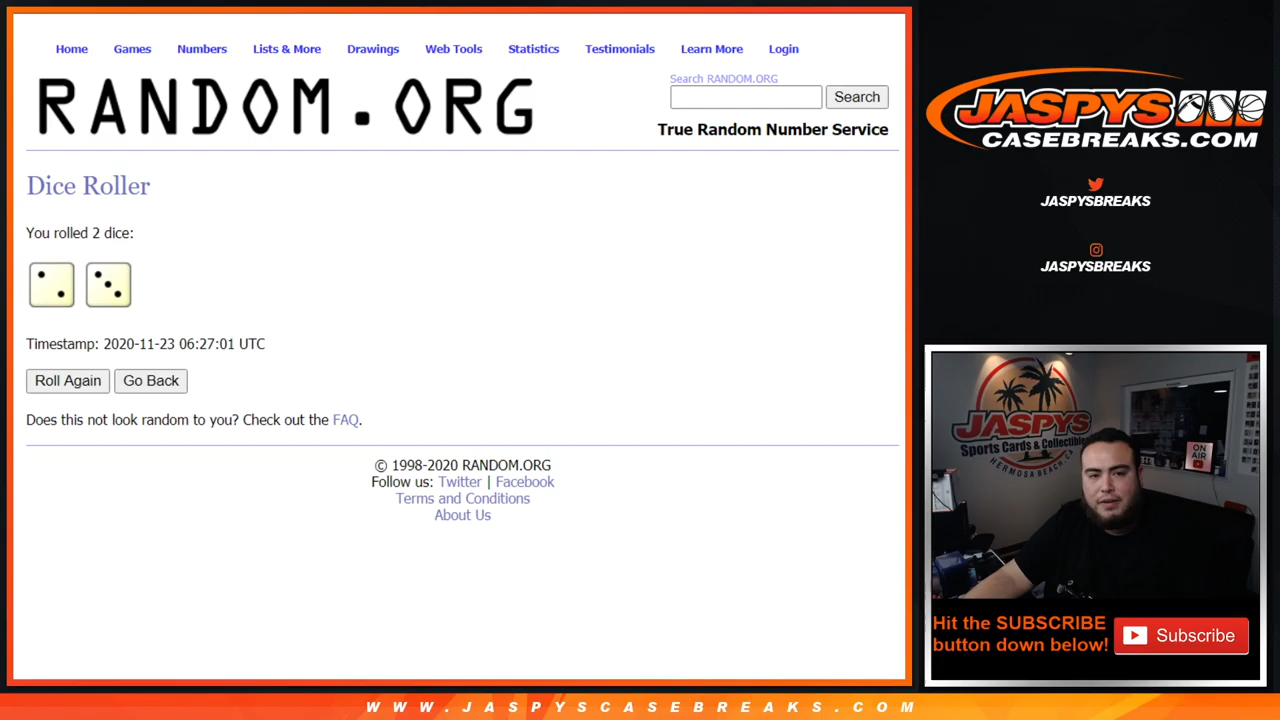 Home Games Numbers Lists & More Drawings Web Tools Statistics Testimonials Learn More Login
RANDOM.ORG
Search RANDOM.ORG
Search
True Random Number Service
Dice Roller
You rolled 2 dice:
Timestamp: 2020-11-23 06:27:01 UTC
Roll Again Go Back
Does this not look random to you? Check out the FAQ.
© 1998-2020 RANDOM.ORG
Follow us: Twitter | Facebook
Terms and Conditions
About Us
JASPYS
CASEBREAKS.COM
JASPYSBREAKS
JASPYSBREAKS
JASPYS
Sports Cards & Collectibles
HERMOSA BEACH, CA
ON
AIR
Hit the SUBSCRIBE
button down below!
Subscribe
WWW.JASPYSCASEBREAKS.COM